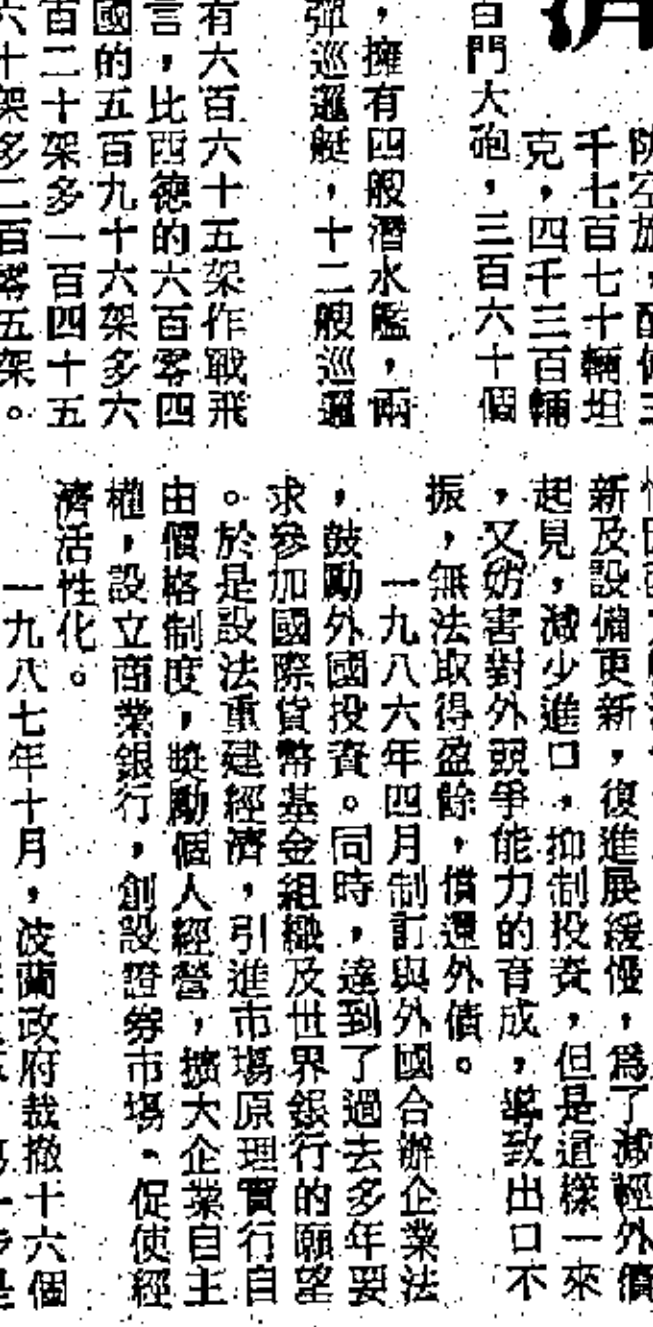 濟
千七百七十輛坦
克，四千三百輛
百門大砲，三百六十個
，擁有四艘潛水艦，兩
彈巡邏艇，十二艘巡邏
有六百六十五架作戰飛
言，比西德的六百零四
國的五百九十六架多六
百二十架多一百四十五
六十架多二百零五架。
新及設備更新，復進展緩慢，爲了減輕外債
起見，減少進口，抑制投資，但是這樣一來
，又妨害對外競爭能力的育成，導致出口不
振，無法取得盈餘，償還外債。
一九八六年四月制訂與外國合辦企業法
，鼓勵外國投資。同時，達到了過去多年要
求參加國際貨幣基金組織及世界銀行的願望
。於是設法重建經濟，引進市場原理實行自
由價格制度，獎勵個人經營，擴大企業自主
權，設立商業銀行，創設證券市場、促使經
濟活性化。
一九八七年十月，波蘭政府裁撤十六個